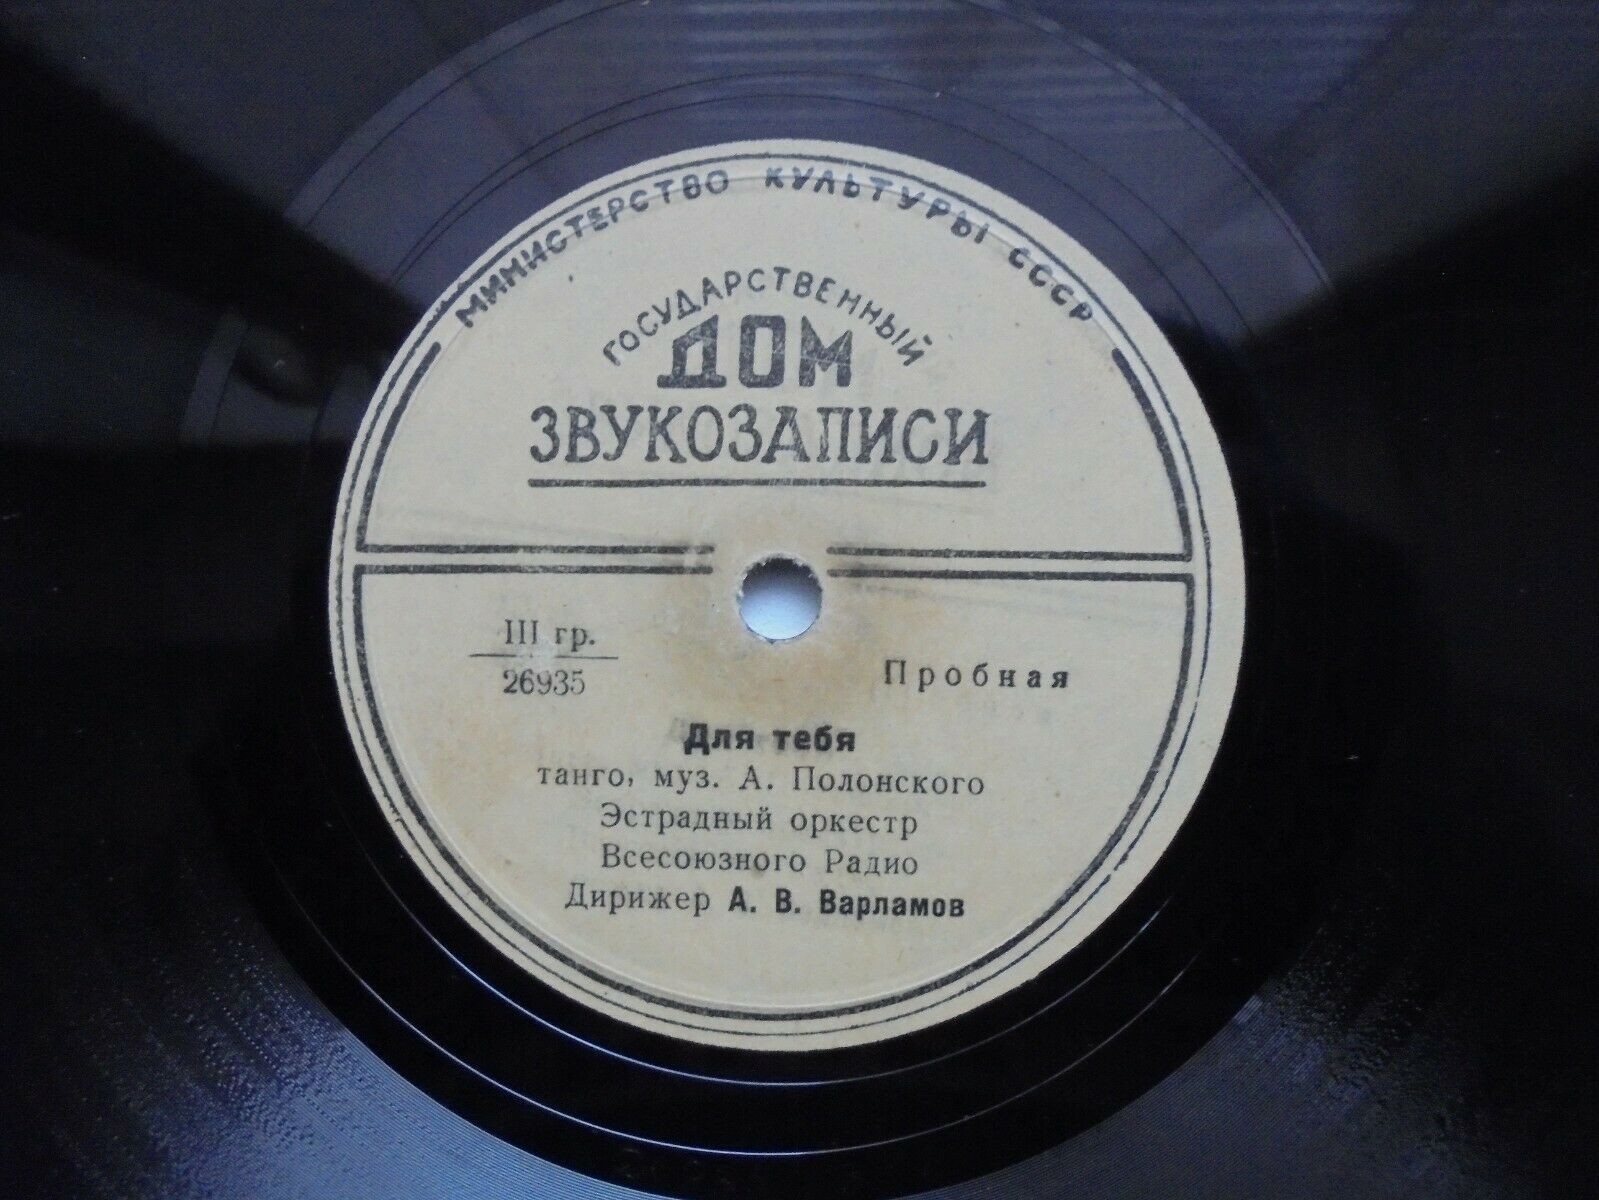 МИНИСТЕРСТВО КУЛЬТУРЫ СССР
ГОСУДАРСТВЕННЫЙ
ДОМ
ЗВУКОЗАПИСИ
III гр.
26935
Пробная
Для тебя
танго, муз. А. Полонского
Эстрадный оркестр
Всесоюзного Радио
Дирижер А. В. Варламов